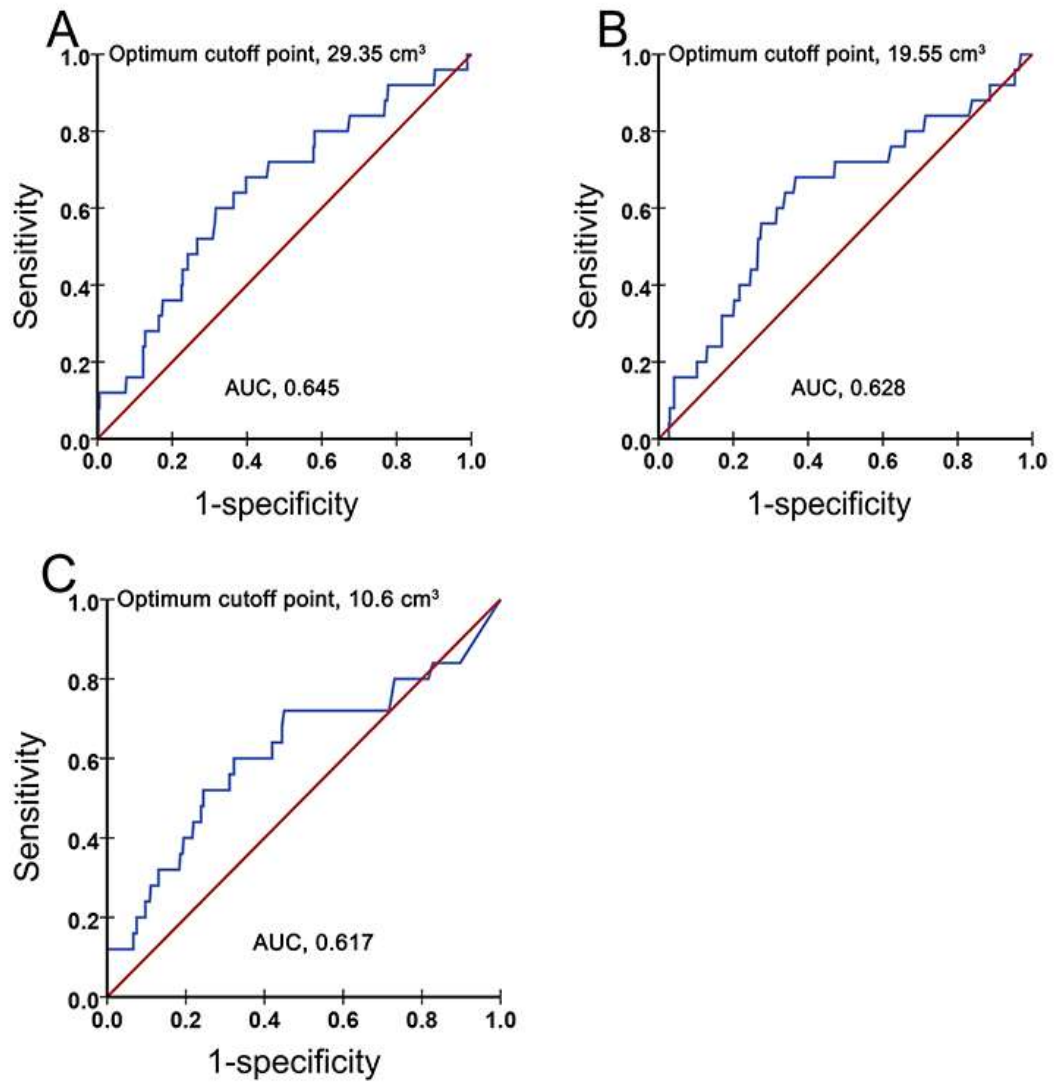 A
Optimum cutoff point, 29.35 cm³
1.0
0.8
0.6
0.4
0.2
0.0
Sensitivity
AUC, 0.645
0.0 0.2 0.4 0.6 0.8 1.0
1-specificity
B
Optimum cutoff point, 19.55 cm³
1.0
0.8
0.6
0.4
0.2
0.0
Sensitivity
AUC, 0.628
0.0 0.2 0.4 0.6 0.8 1.0
1-specificity
C
Optimum cutoff point, 10.6 cm³
1.0
0.8
0.6
0.4
0.2
0.0
Sensitivity
AUC, 0.617
0.0 0.2 0.4 0.6 0.8 1.0
1-specificity